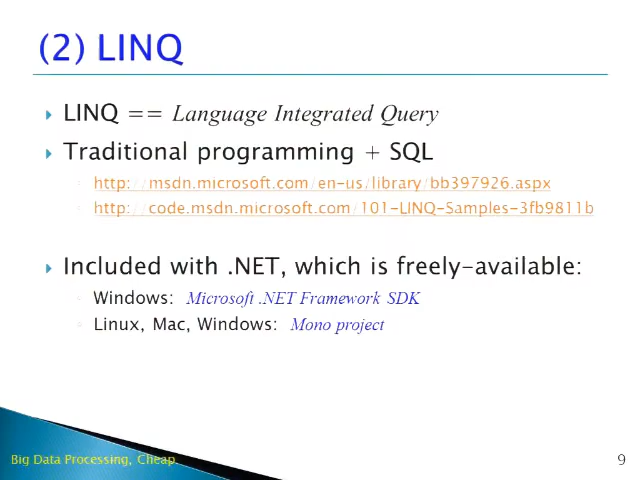 (2) LINQ
LINQ == Language Integrated Query
Traditional programming + SQL
http://msdn.microsoft.com/en-us/library/bb397926.aspx
http://code.msdn.microsoft.com/101-LINQ-Samples-3fb9811b
Included with .NET, which is freely-available:
Windows: Microsoft .NET Framework SDK
Linux, Mac, Windows: Mono project
Big Data Processing, Cheap.
9